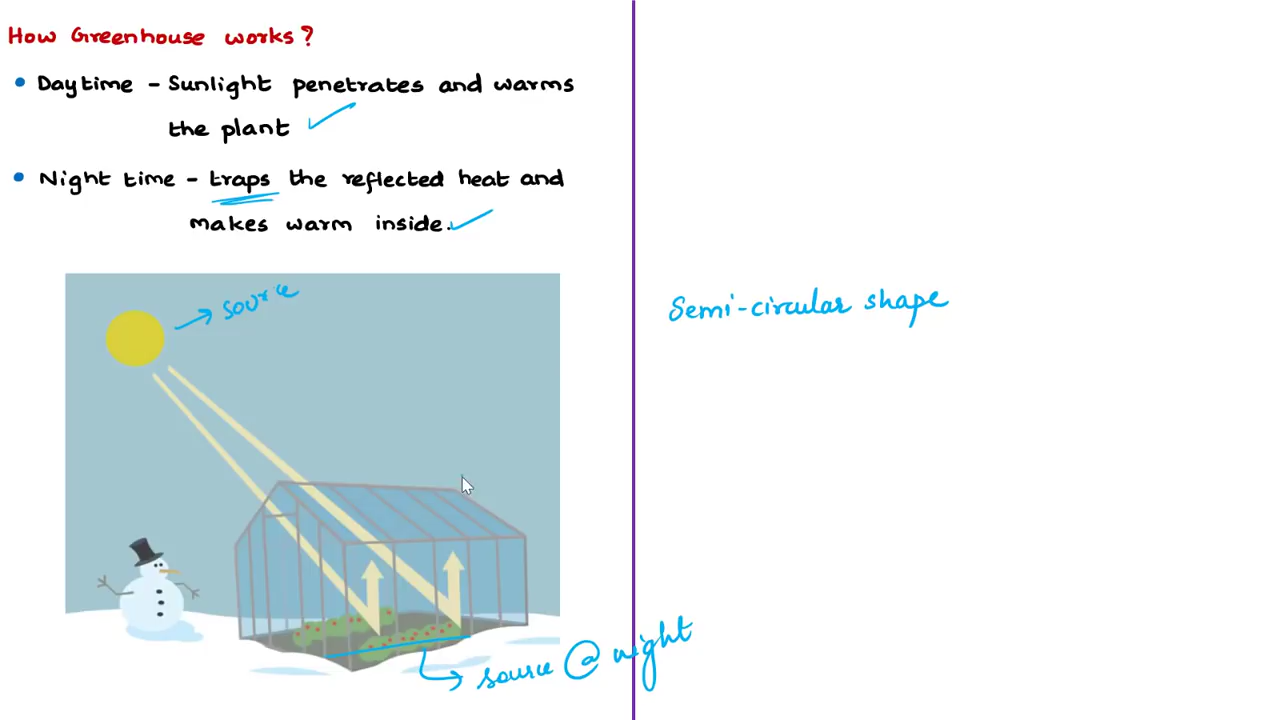 How Greenhouse works?
• Daytime - Sunlight penetrates and warms
the plant
• Night time - traps the reflected heat and
makes warm inside.
source
Semi-circular shape
source @ night